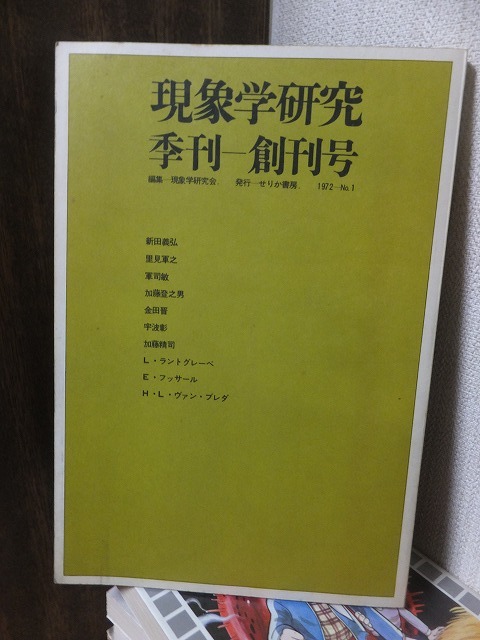 現象学研究
季刊—創刊号
編集—現象学研究会. 発行—せりか書房. 1972—No.1
新田義弘
里見軍之
軍司敏
加藤登之男
金田晉
宇波彰
加藤精司
L・ラントグレーベ
E・フッサール
H・L・ヴァン・ブレダ